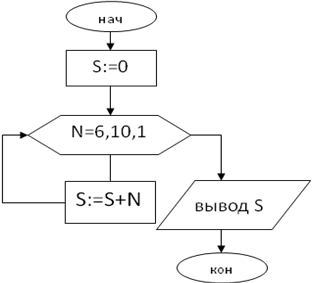 нач
S:=0
N=6,10,1
S:=S+N
вывод S
кон